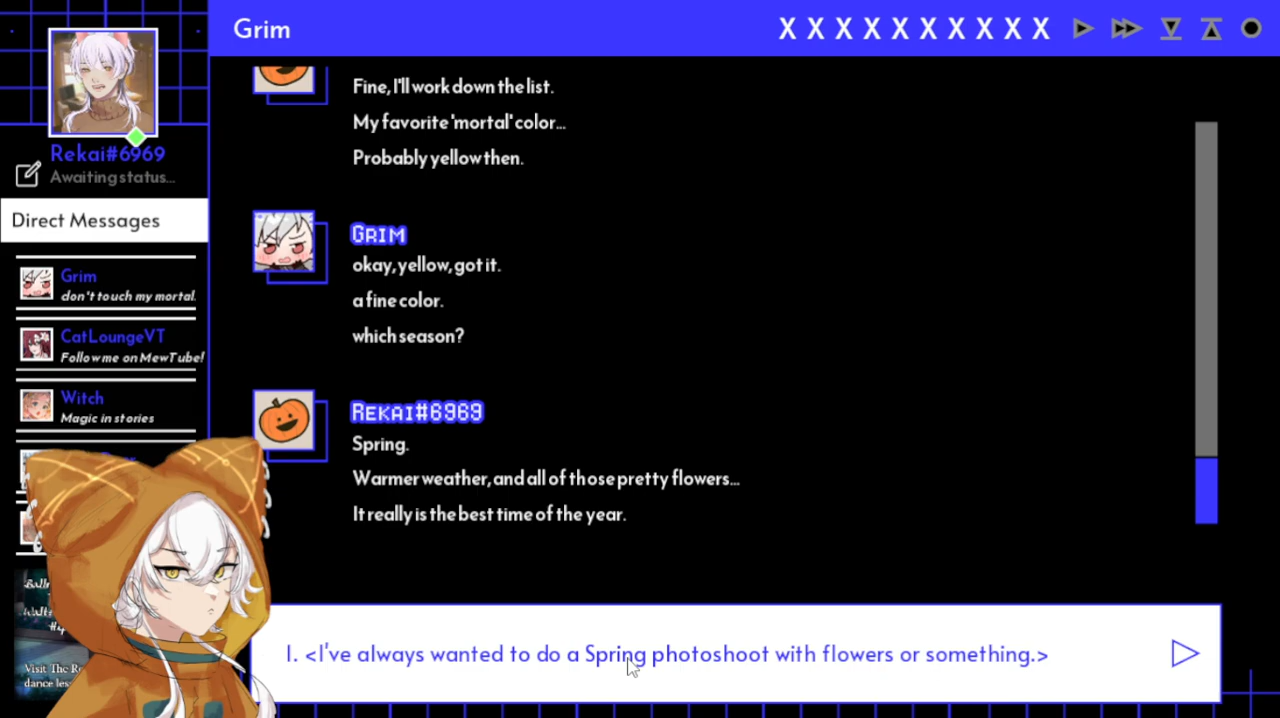 Grim
X X X X X X X X X X
Rekai#6969
Awaiting status...
Direct Messages
Grim
don't touch my mortal.
CatLoungeVT
Follow me on MewTube!
Witch
Magic in stories
Visit The
dance
Fine, I'll work down the list.
My favorite 'mortal' color...
Probably yellow then.
GRIM
okay, yellow, got it.
a fine color.
which season?
REKAI#6969
Spring.
Warmer weather, and all of those pretty flowers...
It really is the best time of the year.
1. <I've always wanted to do a Spring photoshoot with flowers or something.>